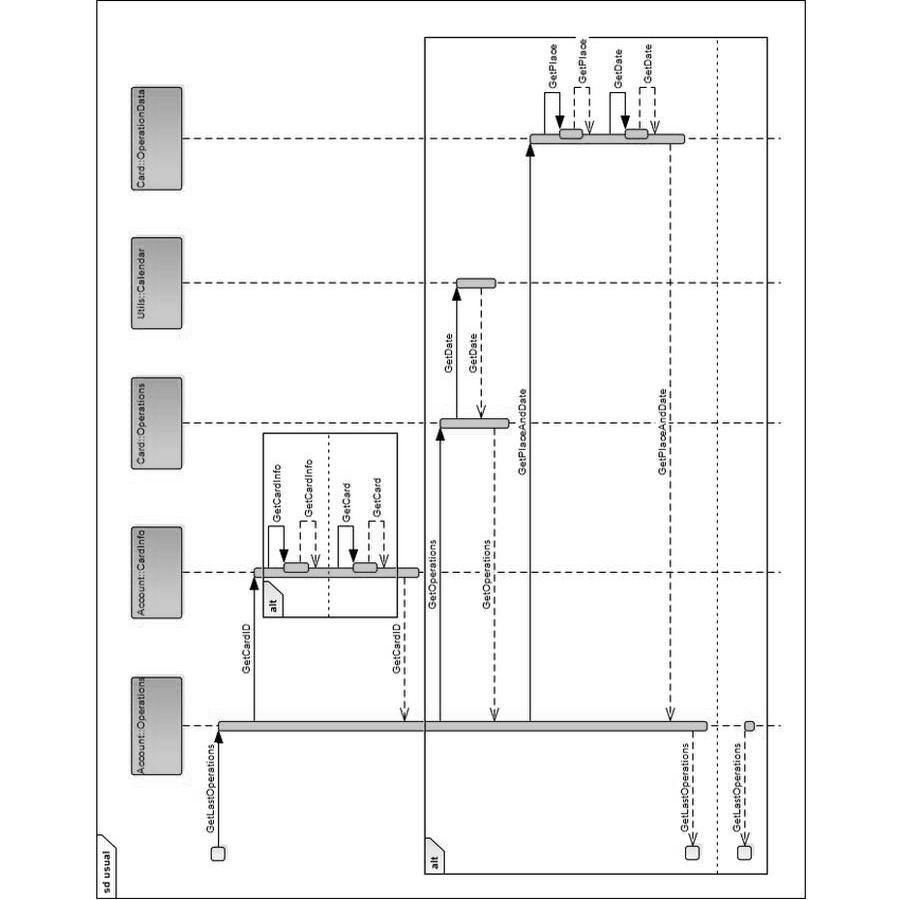 sd usual
Account::Operations
Account::CardInfo
Card::Operations
Utils::Calendar
Card::OperationData
GetLastOperations
GetCardID
alt
GetCardInfo
GetCardInfo
GetCard
GetCard
GetCardID
alt
GetOperations
GetDate
GetDate
GetOperations
GetPlaceAndDate
GetPlace
GetPlace
GetDate
GetDate
GetPlaceAndDate
GetLastOperations
GetLastOperations